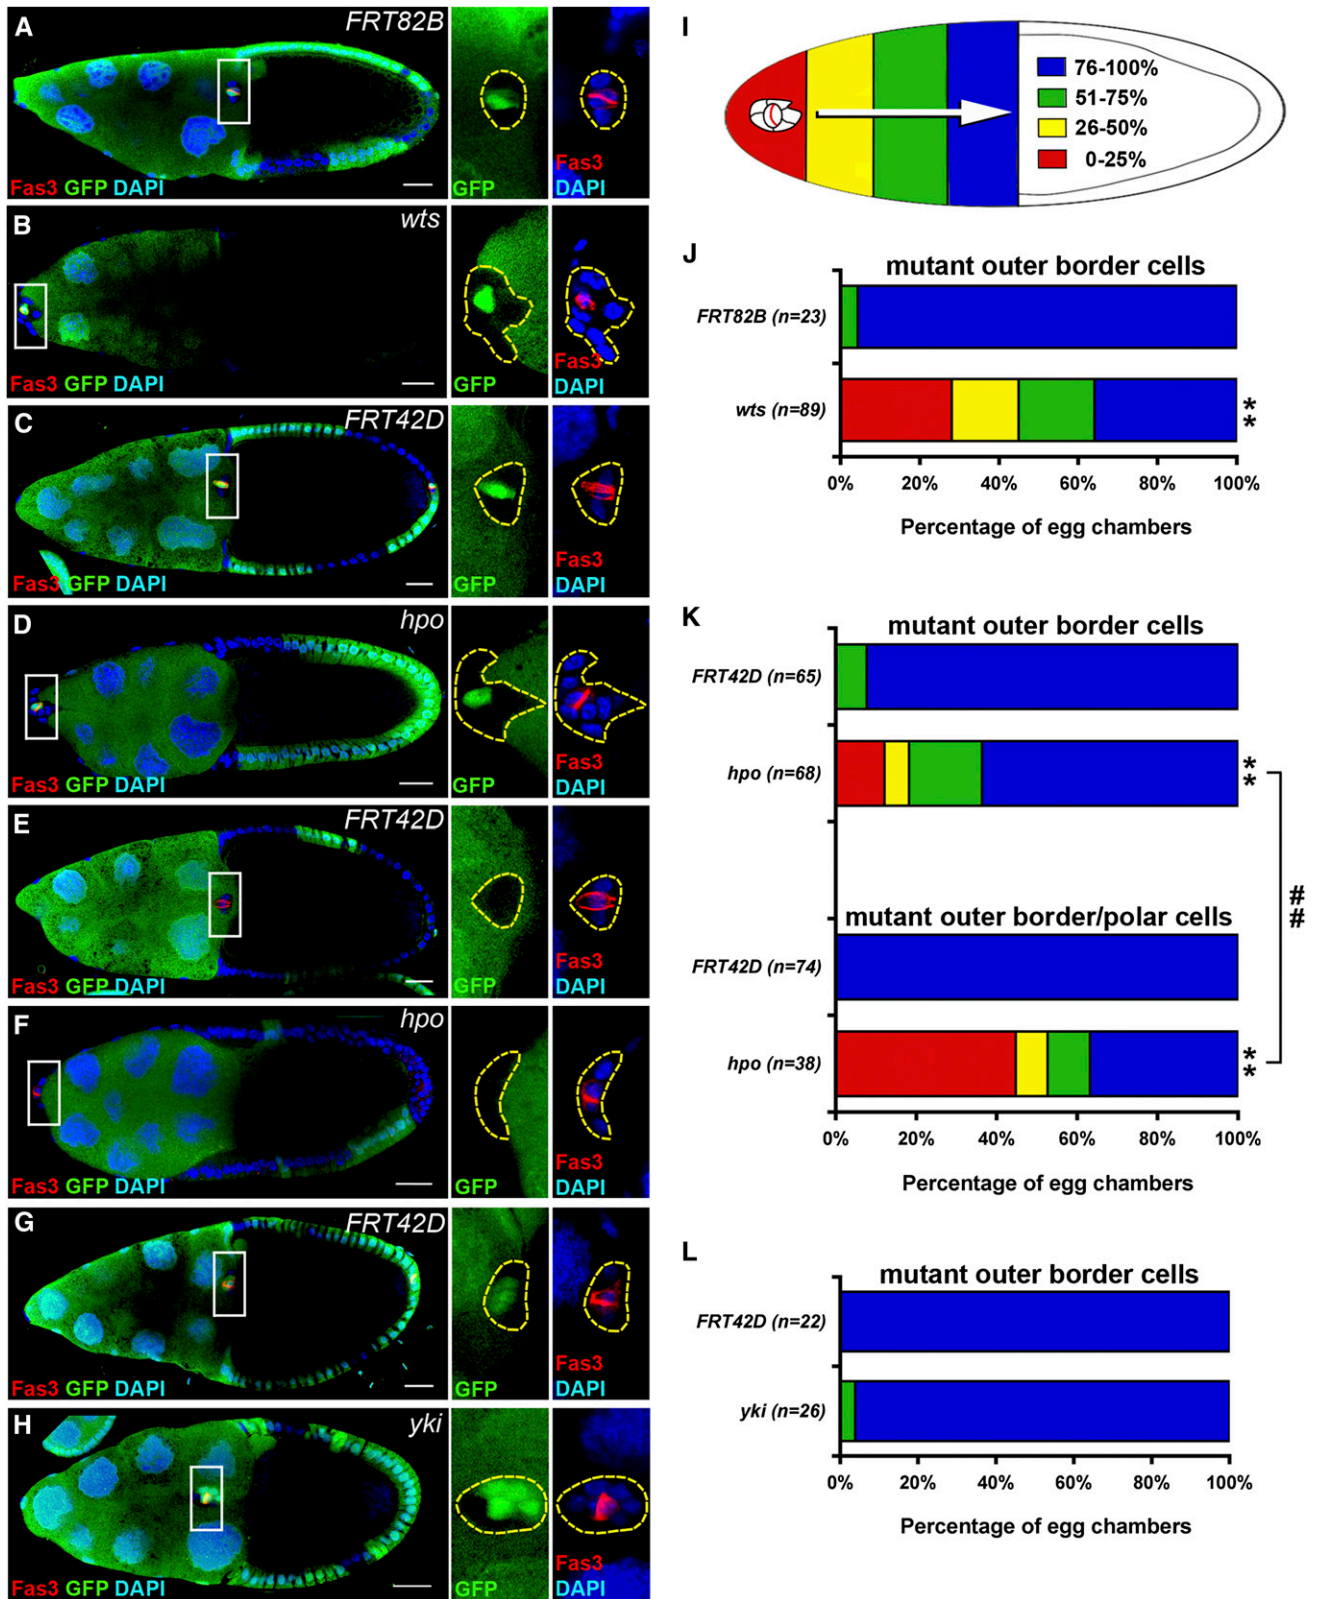 A
FRT82B
Fas3 GFP DAPI
GFP
Fas3
DAPI
B
wts
Fas3 GFP DAPI
GFP
Fas3
DAPI
C
FRT42D
Fas3 GFP DAPI
GFP
Fas3
DAPI
D
hpo
Fas3 GFP DAPI
GFP
Fas3
DAPI
E
FRT42D
Fas3 GFP DAPI
GFP
Fas3
DAPI
F
hpo
Fas3 GFP DAPI
GFP
Fas3
DAPI
G
FRT42D
Fas3 GFP DAPI
GFP
Fas3
DAPI
H
yki
Fas3 GFP DAPI
GFP
Fas3
DAPI
I
76-100%
51-75%
26-50%
0-25%
J
mutant outer border cells
FRT82B (n=23)
wts (n=89)
**
0% 20% 40% 60% 80% 100%
Percentage of egg chambers
K
mutant outer border cells
FRT42D (n=65)
hpo (n=68)
**
##
mutant outer border/polar cells
FRT42D (n=74)
hpo (n=38)
**
0% 20% 40% 60% 80% 100%
Percentage of egg chambers
L
mutant outer border cells
FRT42D (n=22)
yki (n=26)
0% 20% 40% 60% 80% 100%
Percentage of egg chambers